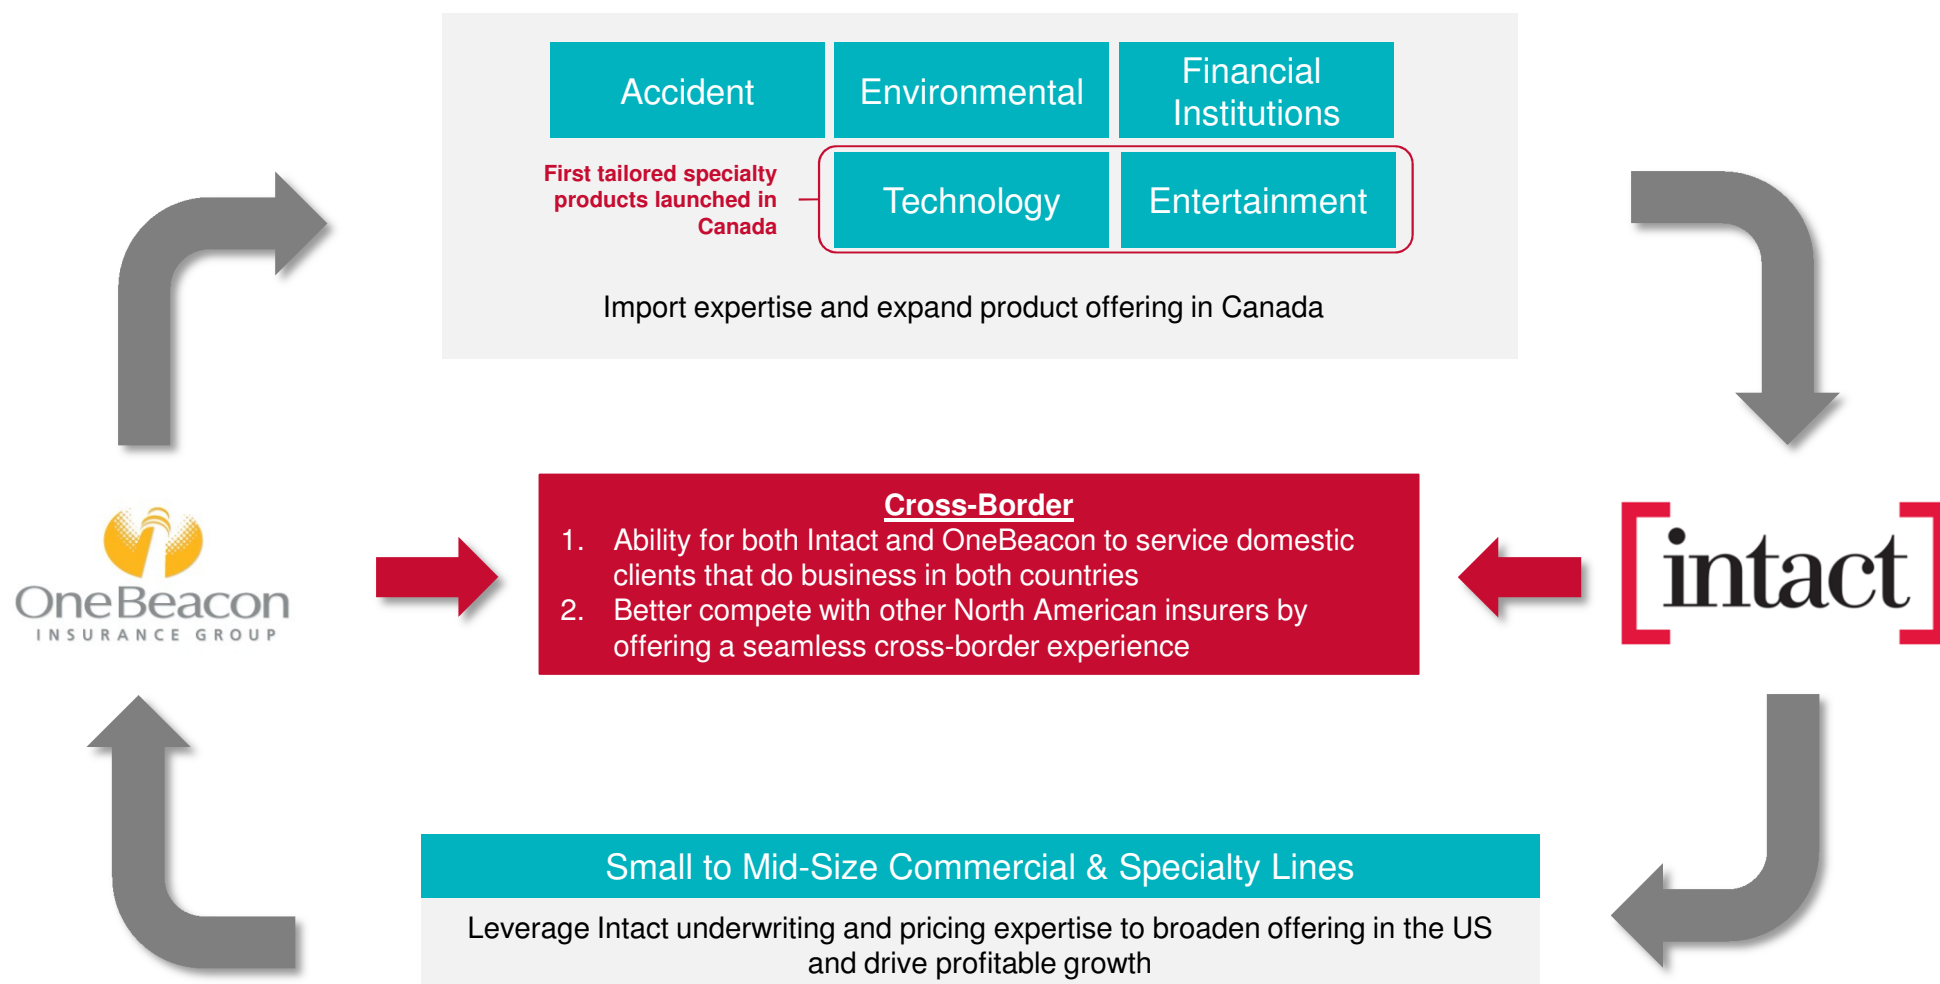 Accident
Environmental
Financial
Institutions
First tailored specialty
products launched in
Canada
Technology
Entertainment
Import expertise and expand product offering in Canada
OneBeacon
INSURANCE GROUP
Cross-Border
1. Ability for both Intact and OneBeacon to service domestic
clients that do business in both countries
2. Better compete with other North American insurers by
offering a seamless cross-border experience
[intact]
Small to Mid-Size Commercial & Specialty Lines
Leverage Intact underwriting and pricing expertise to broaden offering in the US
and drive profitable growth